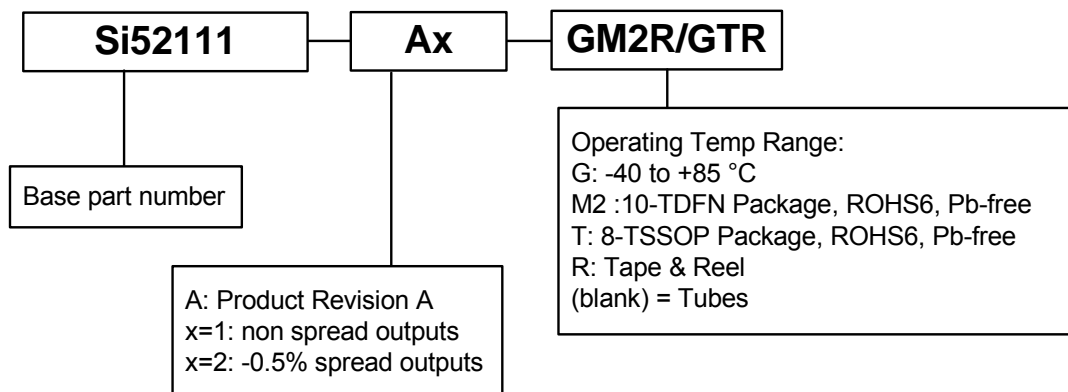 Si52111 Ax GM2R/GTR
Base part number
A: Product Revision A
x=1: non spread outputs
x=2: -0.5% spread outputs
Operating Temp Range:
G: -40 to +85 °C
M2 :10-TDFN Package, ROHS6, Pb-free
T: 8-TSSOP Package, ROHS6, Pb-free
R: Tape & Reel
(blank) = Tubes